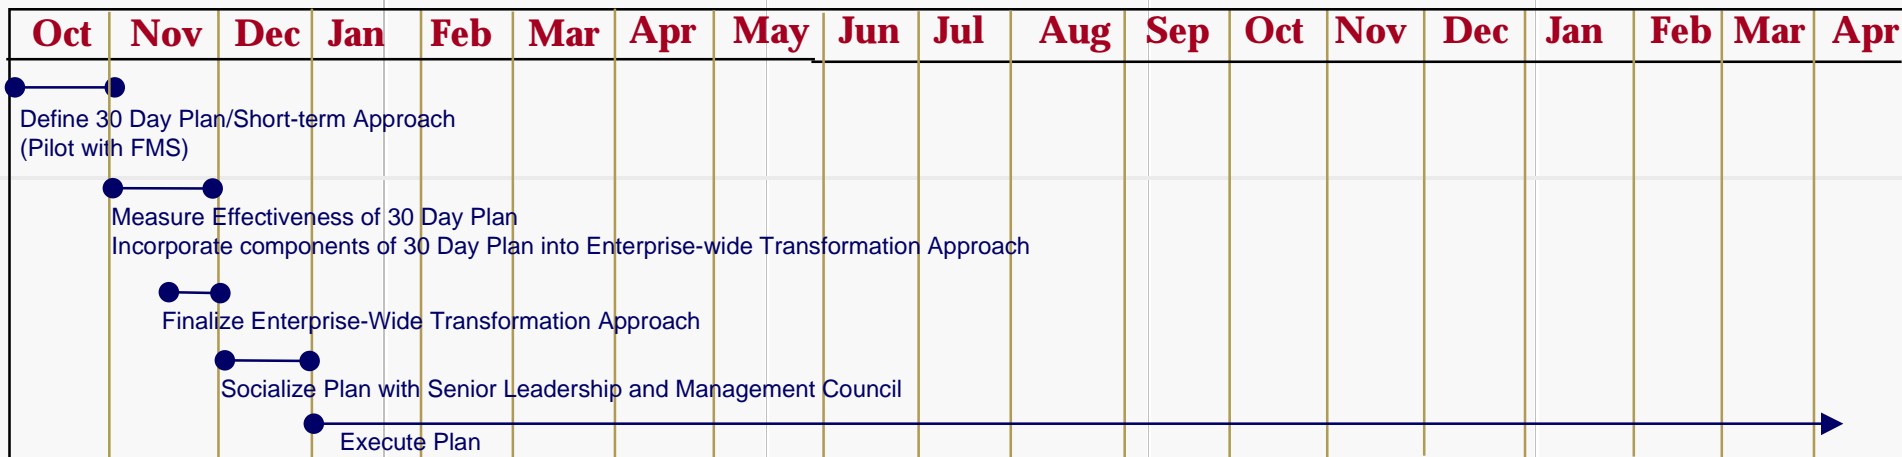 Oct Nov Dec Jan Feb Mar Apr May Jun Jul Aug Sep Oct Nov Dec Jan Feb Mar Apr
Define 30 Day Plan/Short-term Approach
(Pilot with FMS)
Measure Effectiveness of 30 Day Plan
Incorporate components of 30 Day Plan into Enterprise-wide Transformation Approach
Finalize Enterprise-Wide Transformation Approach
Socialize Plan with Senior Leadership and Management Council
Execute Plan